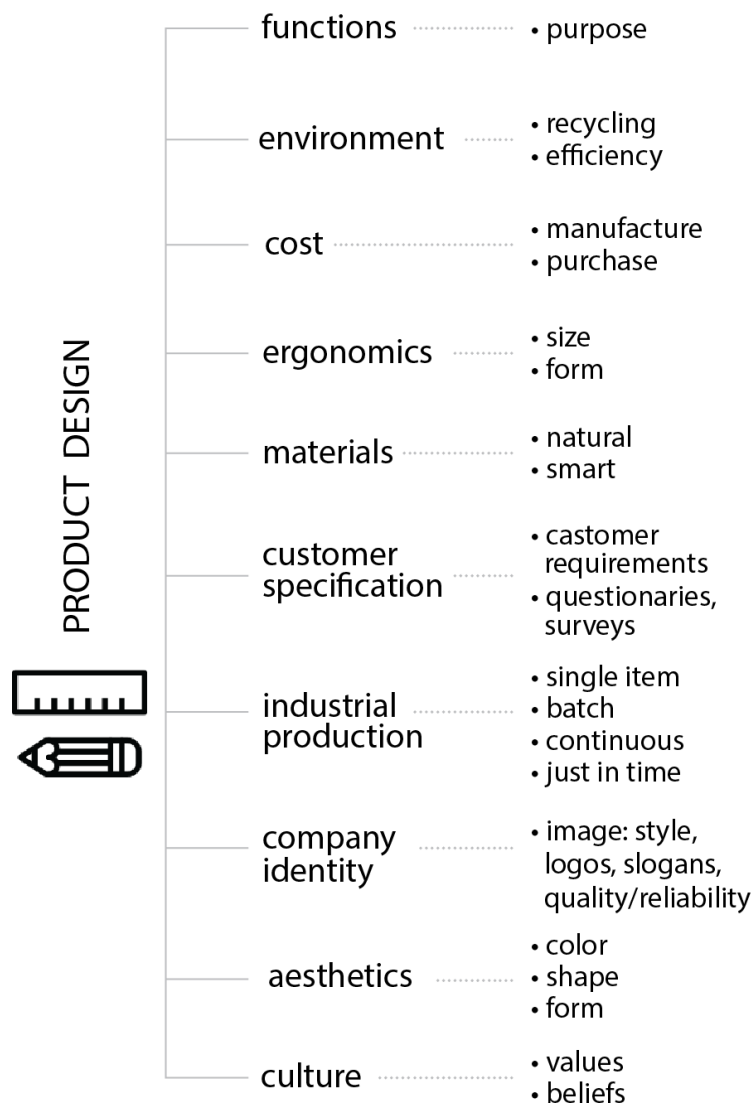 PRODUCT DESIGN
functions
• purpose
environment
• recycling
• efficiency
cost
• manufacture
• purchase
ergonomics
• size
• form
materials
• natural
• smart
customer
specification
• castomer
requirements
• questionaries,
surveys
industrial
production
• single item
• batch
• continuous
• just in time
company
identity
• image: style,
logos, slogans,
quality/reliability
aesthetics
• color
• shape
• form
culture
• values
• beliefs